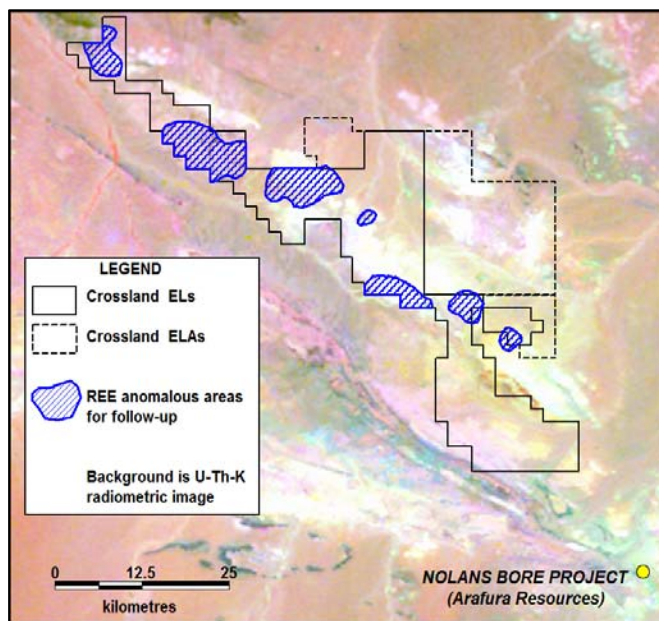 LEGEND
Crossland ELs
Crossland ELAs
REE anomalous areas
for follow-up
Background is U-Th-K
radiometric image
0 12.5 25
kilometres
NOLANS BORE PROJECT
(Arafura Resources)